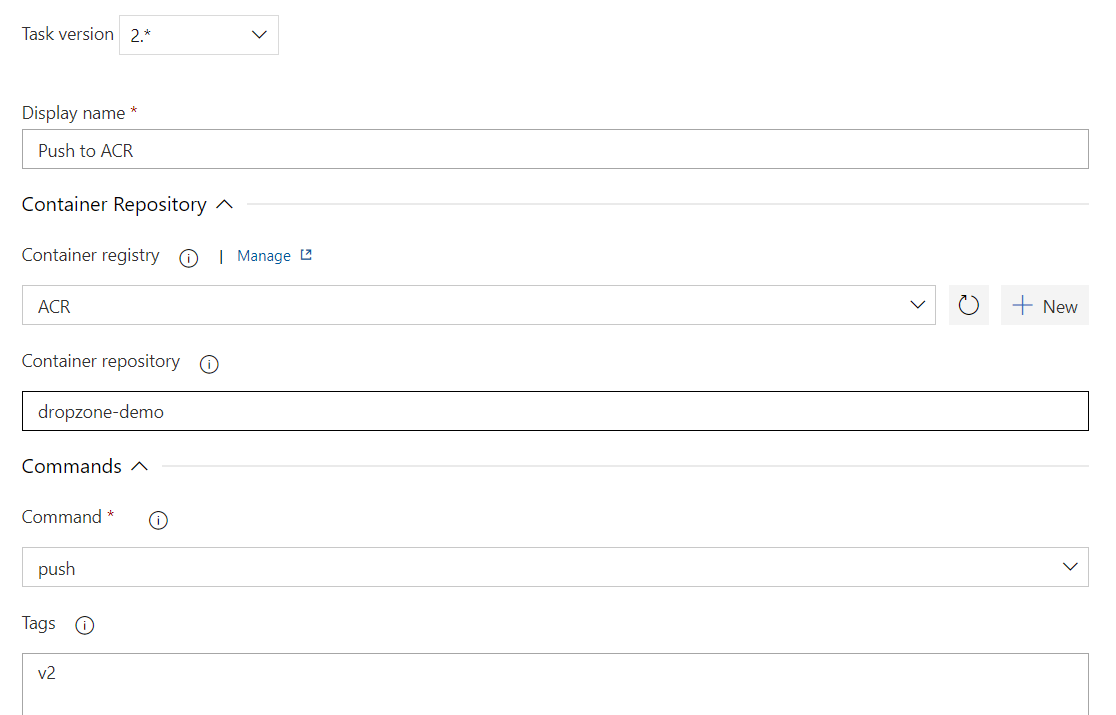 Task version 2.*
Display name *
Push to ACR
Container Repository
Container registry | Manage
ACR
New
Container repository
dropzone-demo
Commands
Command *
push
Tags
v2